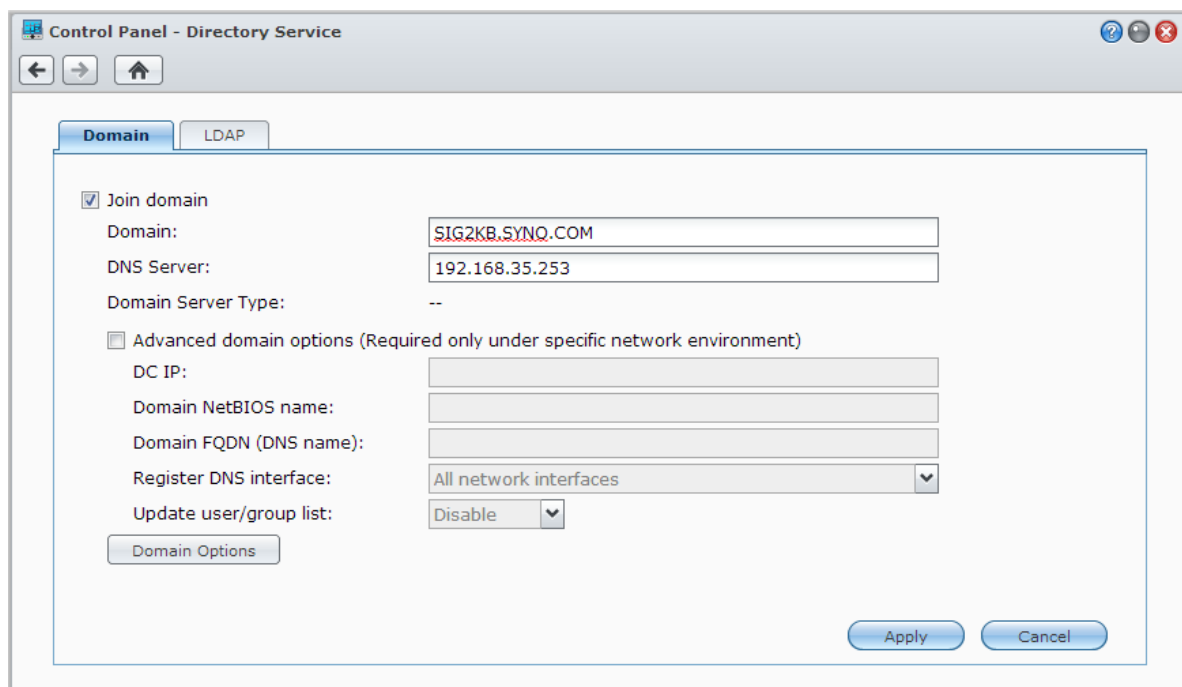 Control Panel - Directory Service
Domain
LDAP
Join domain
Domain: SIG2KB.SYNO.COM
DNS Server: 192.168.35.253
Domain Server Type: --
Advanced domain options (Required only under specific network environment)
DC IP:
Domain NetBIOS name:
Domain FQDN (DNS name):
Register DNS interface: All network interfaces
Update user/group list: Disable
Domain Options
Apply
Cancel